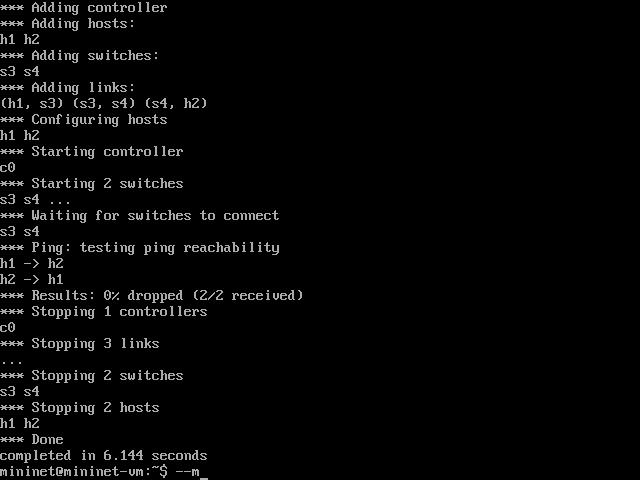 *** Adding controller
*** Adding hosts:
h1 h2
*** Adding switches:
s3 s4
*** Adding links:
(h1, s3) (s3, s4) (s4, h2)
*** Configuring hosts
h1 h2
*** Starting controller
c0
*** Starting 2 switches
s3 s4 ...
*** Waiting for switches to connect
s3 s4
*** Ping: testing ping reachability
h1 -> h2
h2 -> h1
*** Results: 0% dropped (2/2 received)
*** Stopping 1 controllers
c0
*** Stopping 3 links
...
*** Stopping 2 switches
s3 s4
*** Stopping 2 hosts
h1 h2
*** Done
completed in 6.144 seconds
mininet@mininet-vm:~$ --m_